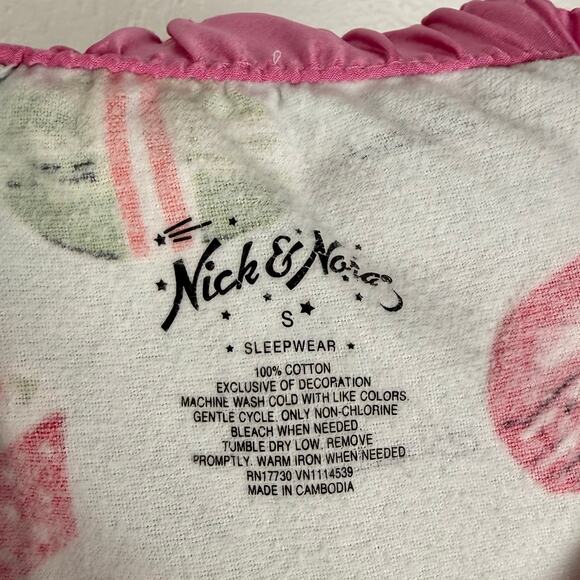 Nick & Nora
S
SLEEPWEAR
100% COTTON
EXCLUSIVE OF DECORATION
MACHINE WASH COLD WITH LIKE COLORS.
GENTLE CYCLE. ONLY NON-CHLORINE
BLEACH WHEN NEEDED.
TUMBLE DRY LOW. REMOVE
PROMPTLY. WARM IRON WHEN NEEDED.
RN17730 VN1114539
MADE IN CAMBODIA